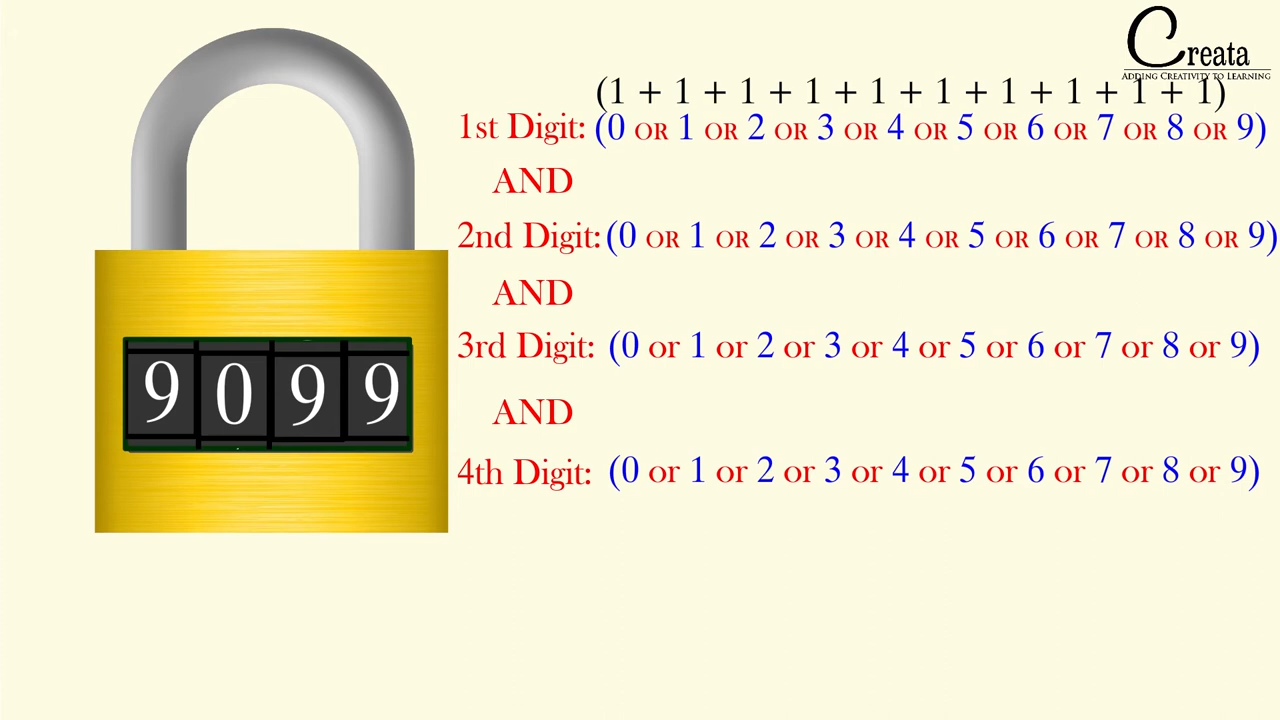 Creata
ADDING CREATIVITY TO LEARNING
(1 + 1 + 1 + 1 + 1 + 1 + 1 + 1 + 1 + 1)
1st Digit: (0 OR 1 OR 2 OR 3 OR 4 OR 5 OR 6 OR 7 OR 8 OR 9)
AND
2nd Digit: (0 OR 1 OR 2 OR 3 OR 4 OR 5 OR 6 OR 7 OR 8 OR 9)
AND
3rd Digit: (0 or 1 or 2 or 3 or 4 or 5 or 6 or 7 or 8 or 9)
AND
4th Digit: (0 or 1 or 2 or 3 or 4 or 5 or 6 or 7 or 8 or 9)
9 0 9 9